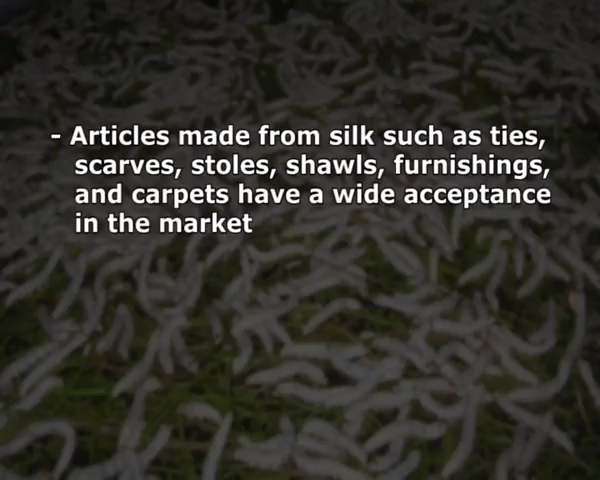 - Articles made from silk such as ties,
scarves, stoles, shawls, furnishings,
and carpets have a wide acceptance
in the market